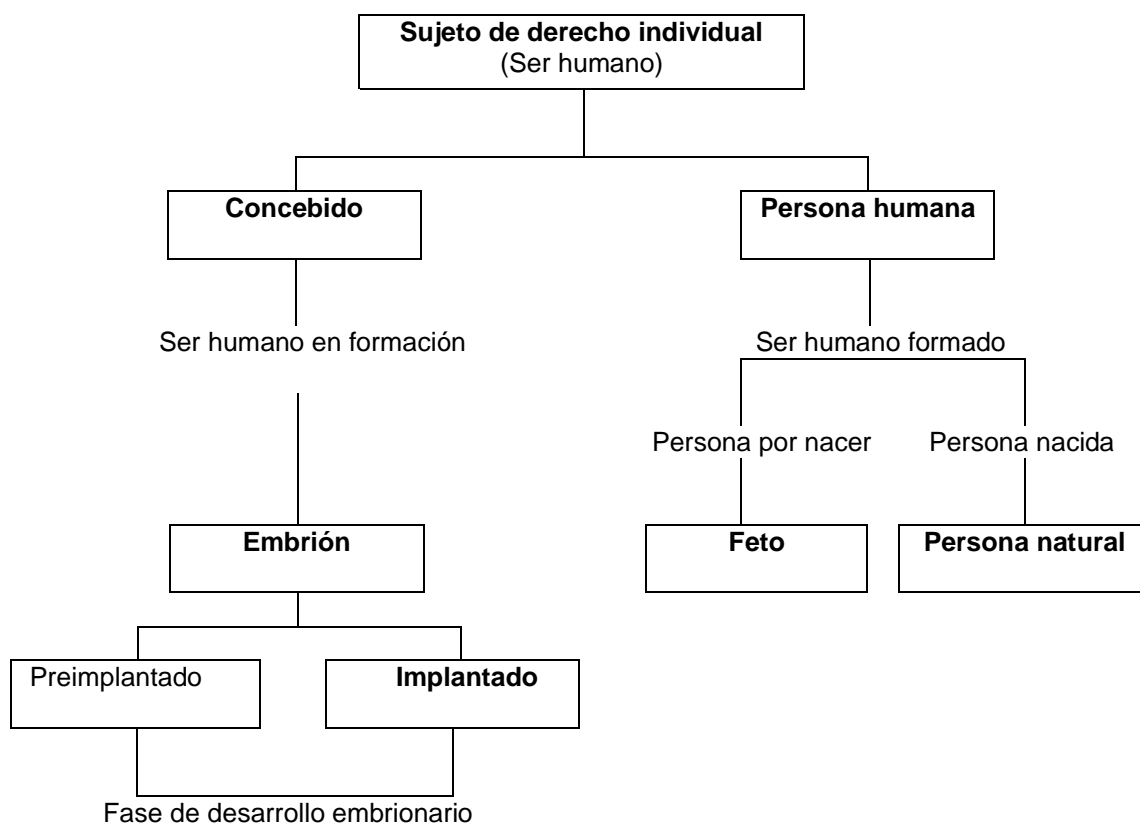 Sujeto de derecho individual
(Ser humano)
Concebido
Persona humana
Ser humano en formación
Ser humano formado
Persona por nacer
Persona nacida
Embrión
Feto
Persona natural
Preimplantado
Implantado
Fase de desarrollo embrionario